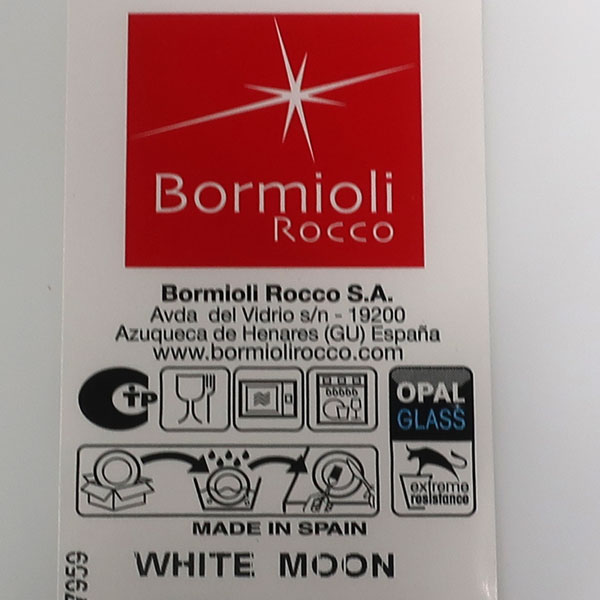 Bormioli
Rocco
Bormioli Rocco S.A.
Avda del Vidrio s/n - 19200
Azuqueca de Henares (GU) España
www.bormiolirocco.com
OPAL
GLASS
extreme
resistance
MADE IN SPAIN
WHITE MOON